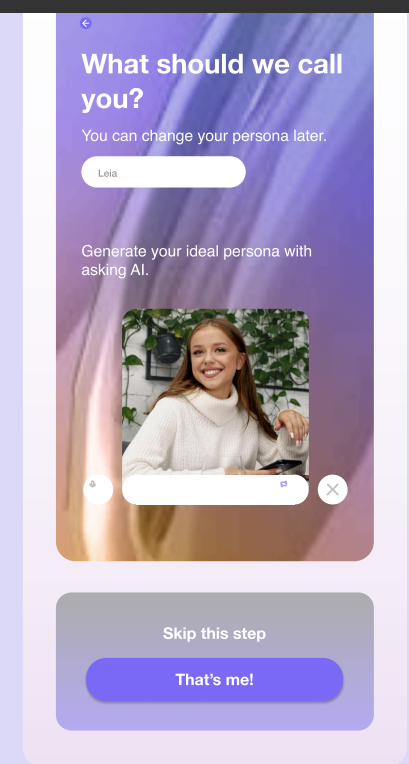 What should we call
you?
You can change your persona later.
Leia
Generate your ideal persona with
asking AI.
Skip this step
That's me!